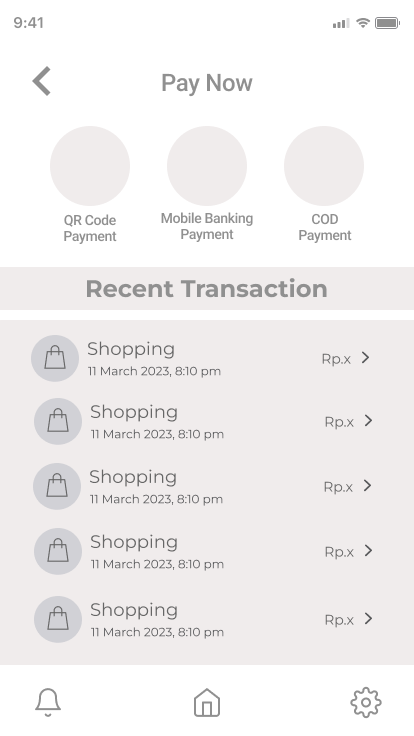 9:41
Pay Now
QR Code
Payment
Mobile Banking
Payment
COD
Payment
Recent Transaction
Shopping
Rp.x
11 March 2023, 8:10 pm
Shopping
Rp.x
11 March 2023, 8:10 pm
Shopping
Rp.x
11 March 2023, 8:10 pm
Shopping
Rp.x
11 March 2023, 8:10 pm
Shopping
Rp.x
11 March 2023, 8:10 pm